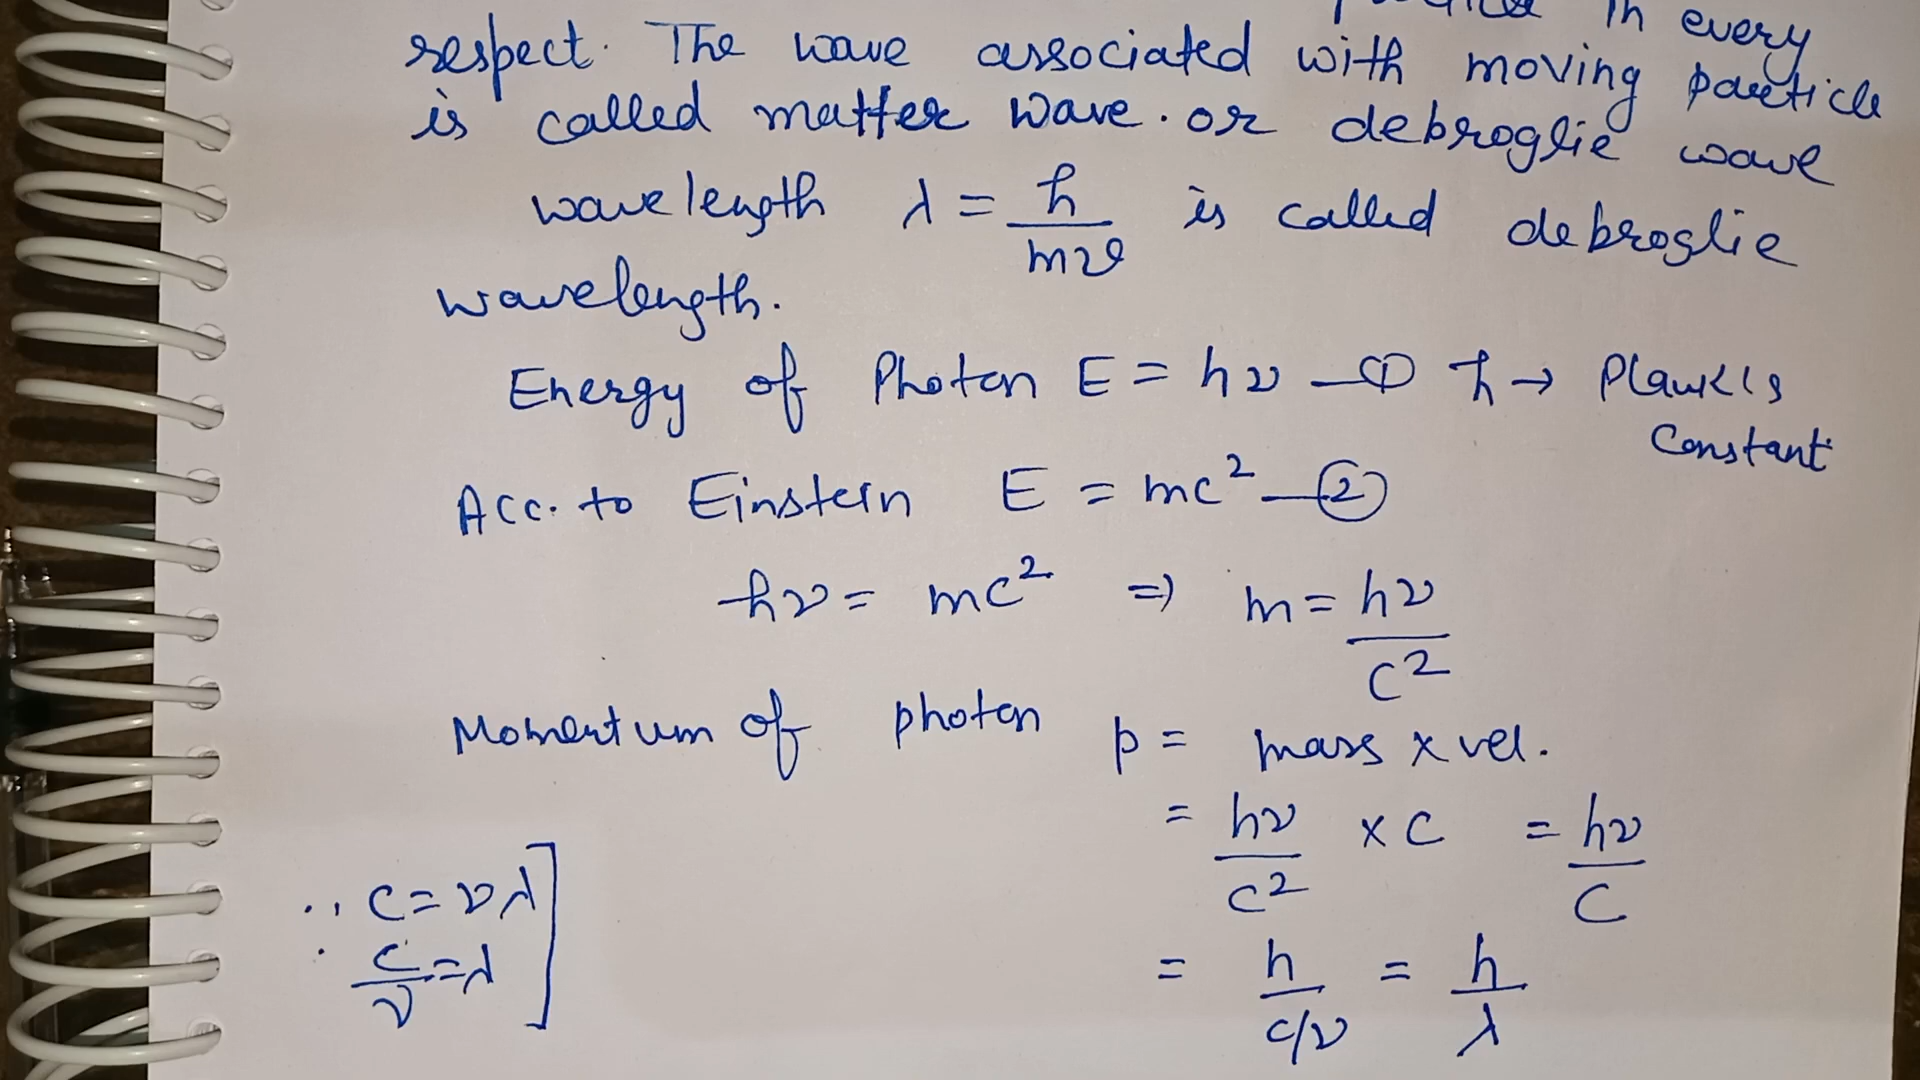 in every
respect. The wave associated with moving particle
is called matter wave. or debroglie wave
wavelength λ = h/mv is called debroglie
wavelength.
Energy of Photon E = hν —① h → Planck's
Constant
Acc. to Einstein E = mc² —②
hν = mc² ⇒ m = hν/c²
Momentum of photon p = mass x vel.
= hν/c² x c = hν/c
∵ c = νλ ]
c/ν = λ
= h/c/ν = h/λ